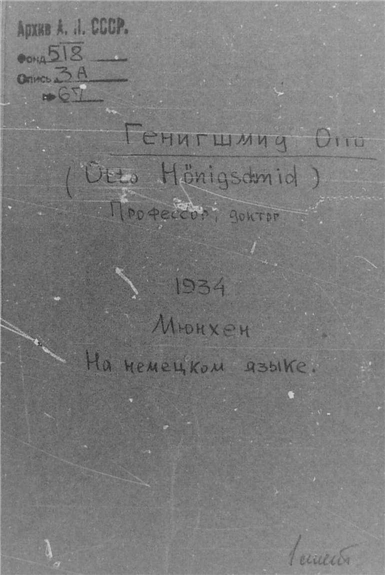 Архив А. Н. СССР.
Фонд 518
Опись 3А
№ 67
Генигшмид Отто
(Otto Hönigschmid)
Профессор, доктор
1934
Мюнхен
На немецком языке.